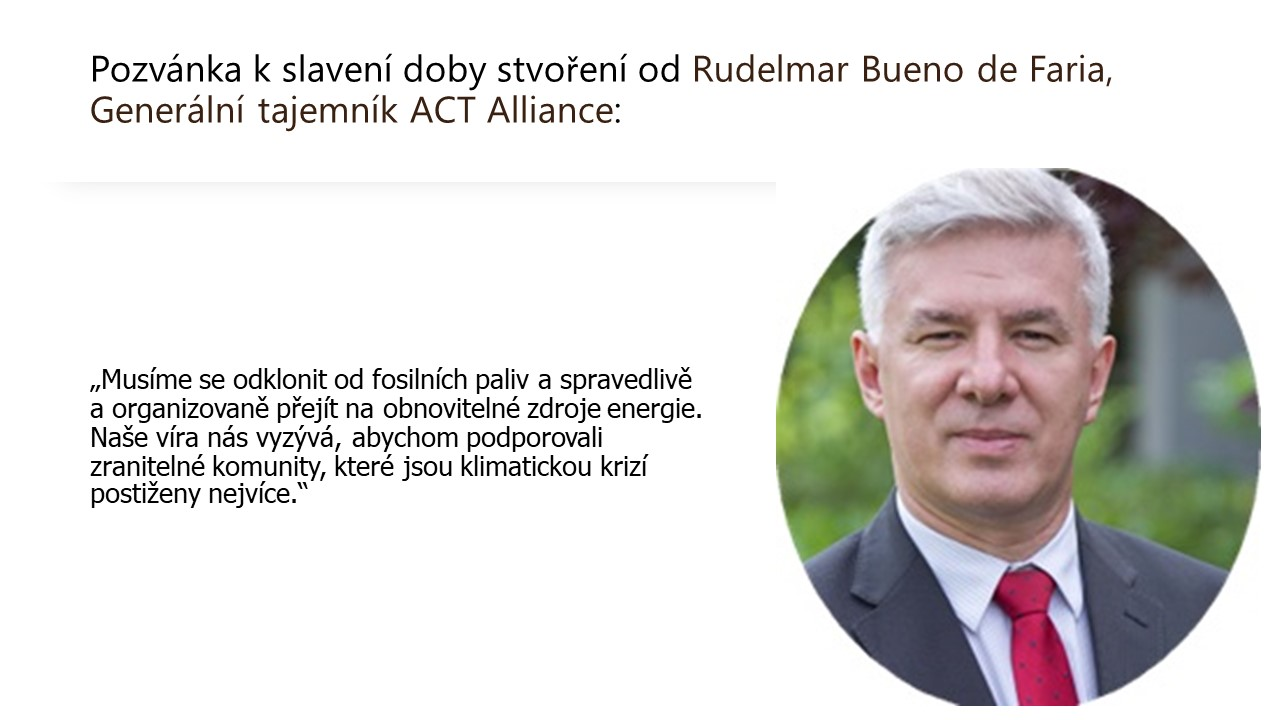 Pozvánka k slavení doby stvoření od Rudelmar Bueno de Faria,
Generální tajemník ACT Alliance:
„Musíme se odklonit od fosilních paliv a spravedlivě
a organizovaně přejít na obnovitelné zdroje energie.
Naše víra nás vyzývá, abychom podporovali
zranitelné komunity, které jsou klimatickou krizí
postiženy nejvíce.“